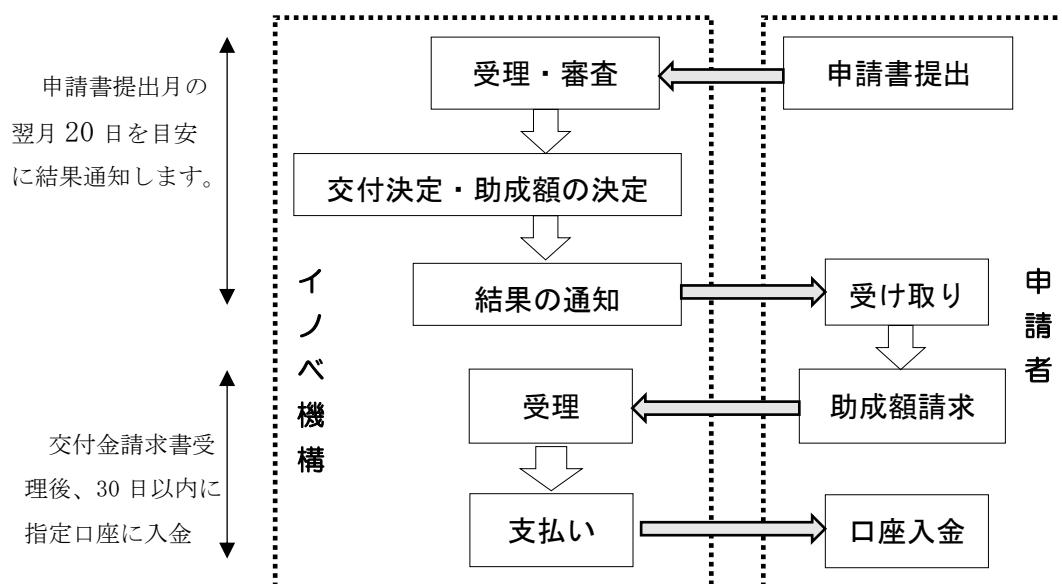 申請書提出月の
翌月 20 日を目安
に結果通知します。
受理・審査
申請書提出
交付決定・助成額の決定
結果の通知
受け取り
イノベ機構
申請者
受理
助成額請求
交付金請求書受
理後、30 日以内に
指定口座に入金
支払い
口座入金